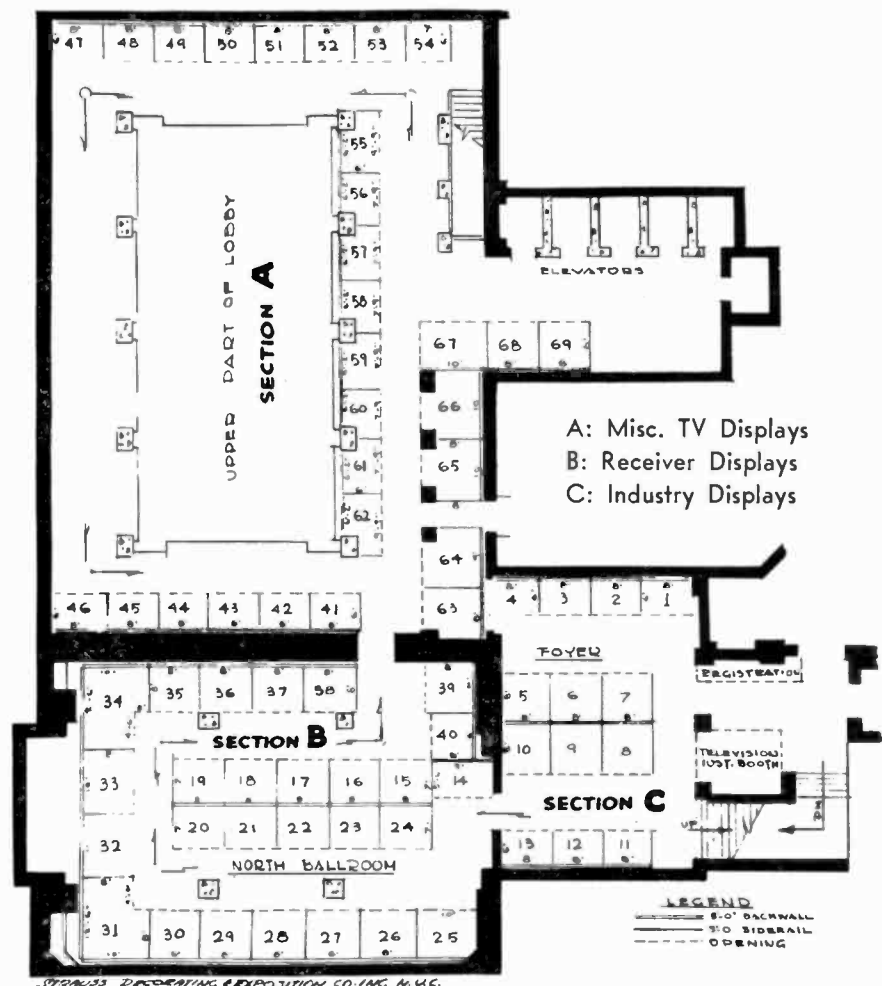 47 48 49 50 51 52 53 54
55
56
57
58
59
60
61
62
UPPER PART OF LOBBY
SECTION A
ELEVATORS
67 68 69
66
65
64
63
A: Misc. TV Displays
B: Receiver Displays
C: Industry Displays
46 45 44 43 42 41
4 3 2 1
FOYER
REGISTRATION
5 6 7
10 9 8
TELEVISION
SECTION C
UP
13 12 11
34 35 36 37 38 39
40
SECTION B
33
19 18 17 16 15 14
20 21 22 23 24
32
NORTH BALLROOM
31 30 29 28 27 26 25
LEGEND
8'-0" BACKWALL
3'-0 SIDERAIL
OPENING
STRAUSS DECORATING & EXPOSITION CO. INC. N.Y.C.